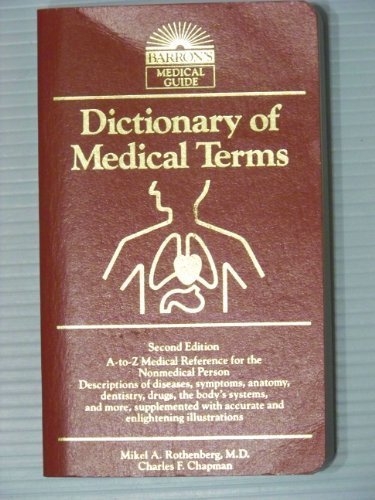 BARRON'S
MEDICAL
GUIDE
Dictionary of
Medical Terms
Second Edition
A-to-Z Medical Reference for the
Nonmedical Person
Descriptions of diseases, symptoms, anatomy,
dentistry, drugs, the body's systems,
and more, supplemented with accurate and
enlightening illustrations
Mikel A. Rothenberg, M.D.
Charles F. Chapman